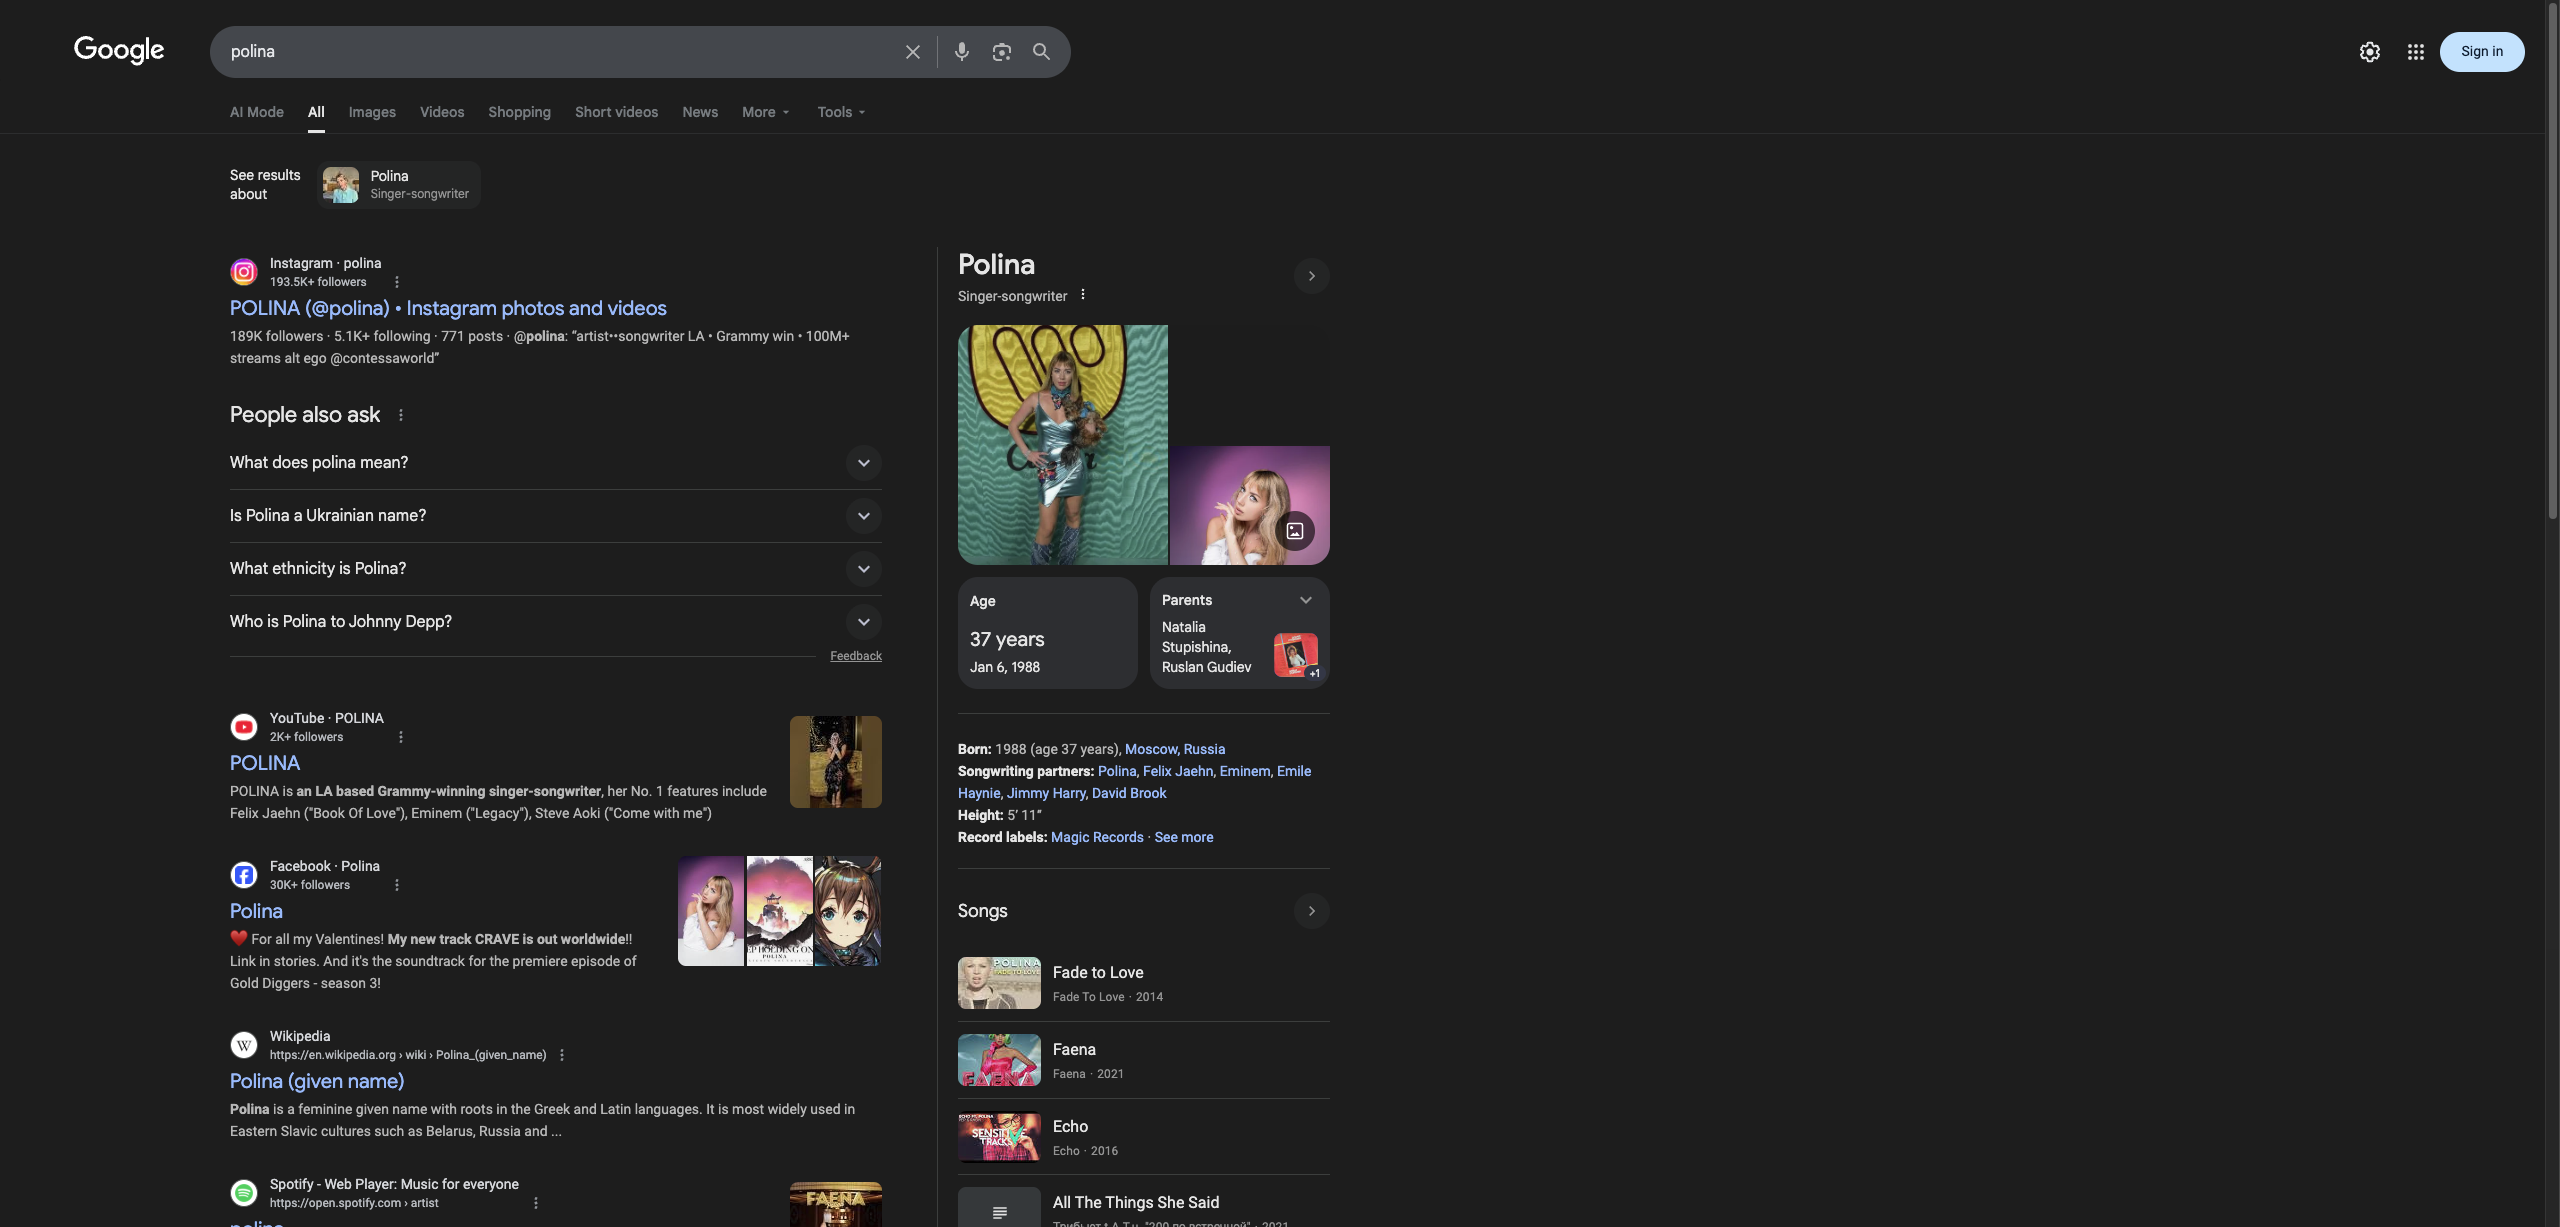 Google
polina
Sign in
AI Mode
All
Images
Videos
Shopping
Short videos
News
More
Tools
See results
about
Polina
Singer-songwriter
Instagram · polina
193.5K+ followers
POLINA (@polina) • Instagram photos and videos
189K followers · 5.1K+ following · 771 posts · @polina: “artist••songwriter LA • Grammy win • 100M+
streams alt ego @contessaworld”
People also ask
What does polina mean?
Is Polina a Ukrainian name?
What ethnicity is Polina?
Who is Polina to Johnny Depp?
Feedback
YouTube · POLINA
2K+ followers
POLINA
POLINA is an LA based Grammy-winning singer-songwriter, her No. 1 features include
Felix Jaehn ("Book Of Love"), Eminem ("Legacy"), Steve Aoki ("Come with me")
Facebook · Polina
30K+ followers
Polina
❤️ For all my Valentines! My new track CRAVE is out worldwide!!
Link in stories. And it's the soundtrack for the premiere episode of
Gold Diggers - season 3!
POLINA
Wikipedia
https://en.wikipedia.org › wiki › Polina_(given_name)
Polina (given name)
Polina is a feminine given name with roots in the Greek and Latin languages. It is most widely used in
Eastern Slavic cultures such as Belarus, Russia and ...
Spotify - Web Player: Music for everyone
https://open.spotify.com › artist
polina
FAENA
Polina
Singer-songwriter
Age
37 years
Jan 6, 1988
Parents
Natalia
Stupishina,
Ruslan Gudiev
+1
Born: 1988 (age 37 years), Moscow, Russia
Songwriting partners: Polina, Felix Jaehn, Eminem, Emile
Haynie, Jimmy Harry, David Brook
Height: 5′ 11″
Record labels: Magic Records · See more
Songs
POLINA
FADE TO LOVE
Fade to Love
Fade To Love · 2014
FAENA
Faena
Faena · 2021
SENSITIVE
TRACKS
Echo
Echo · 2016
All The Things She Said